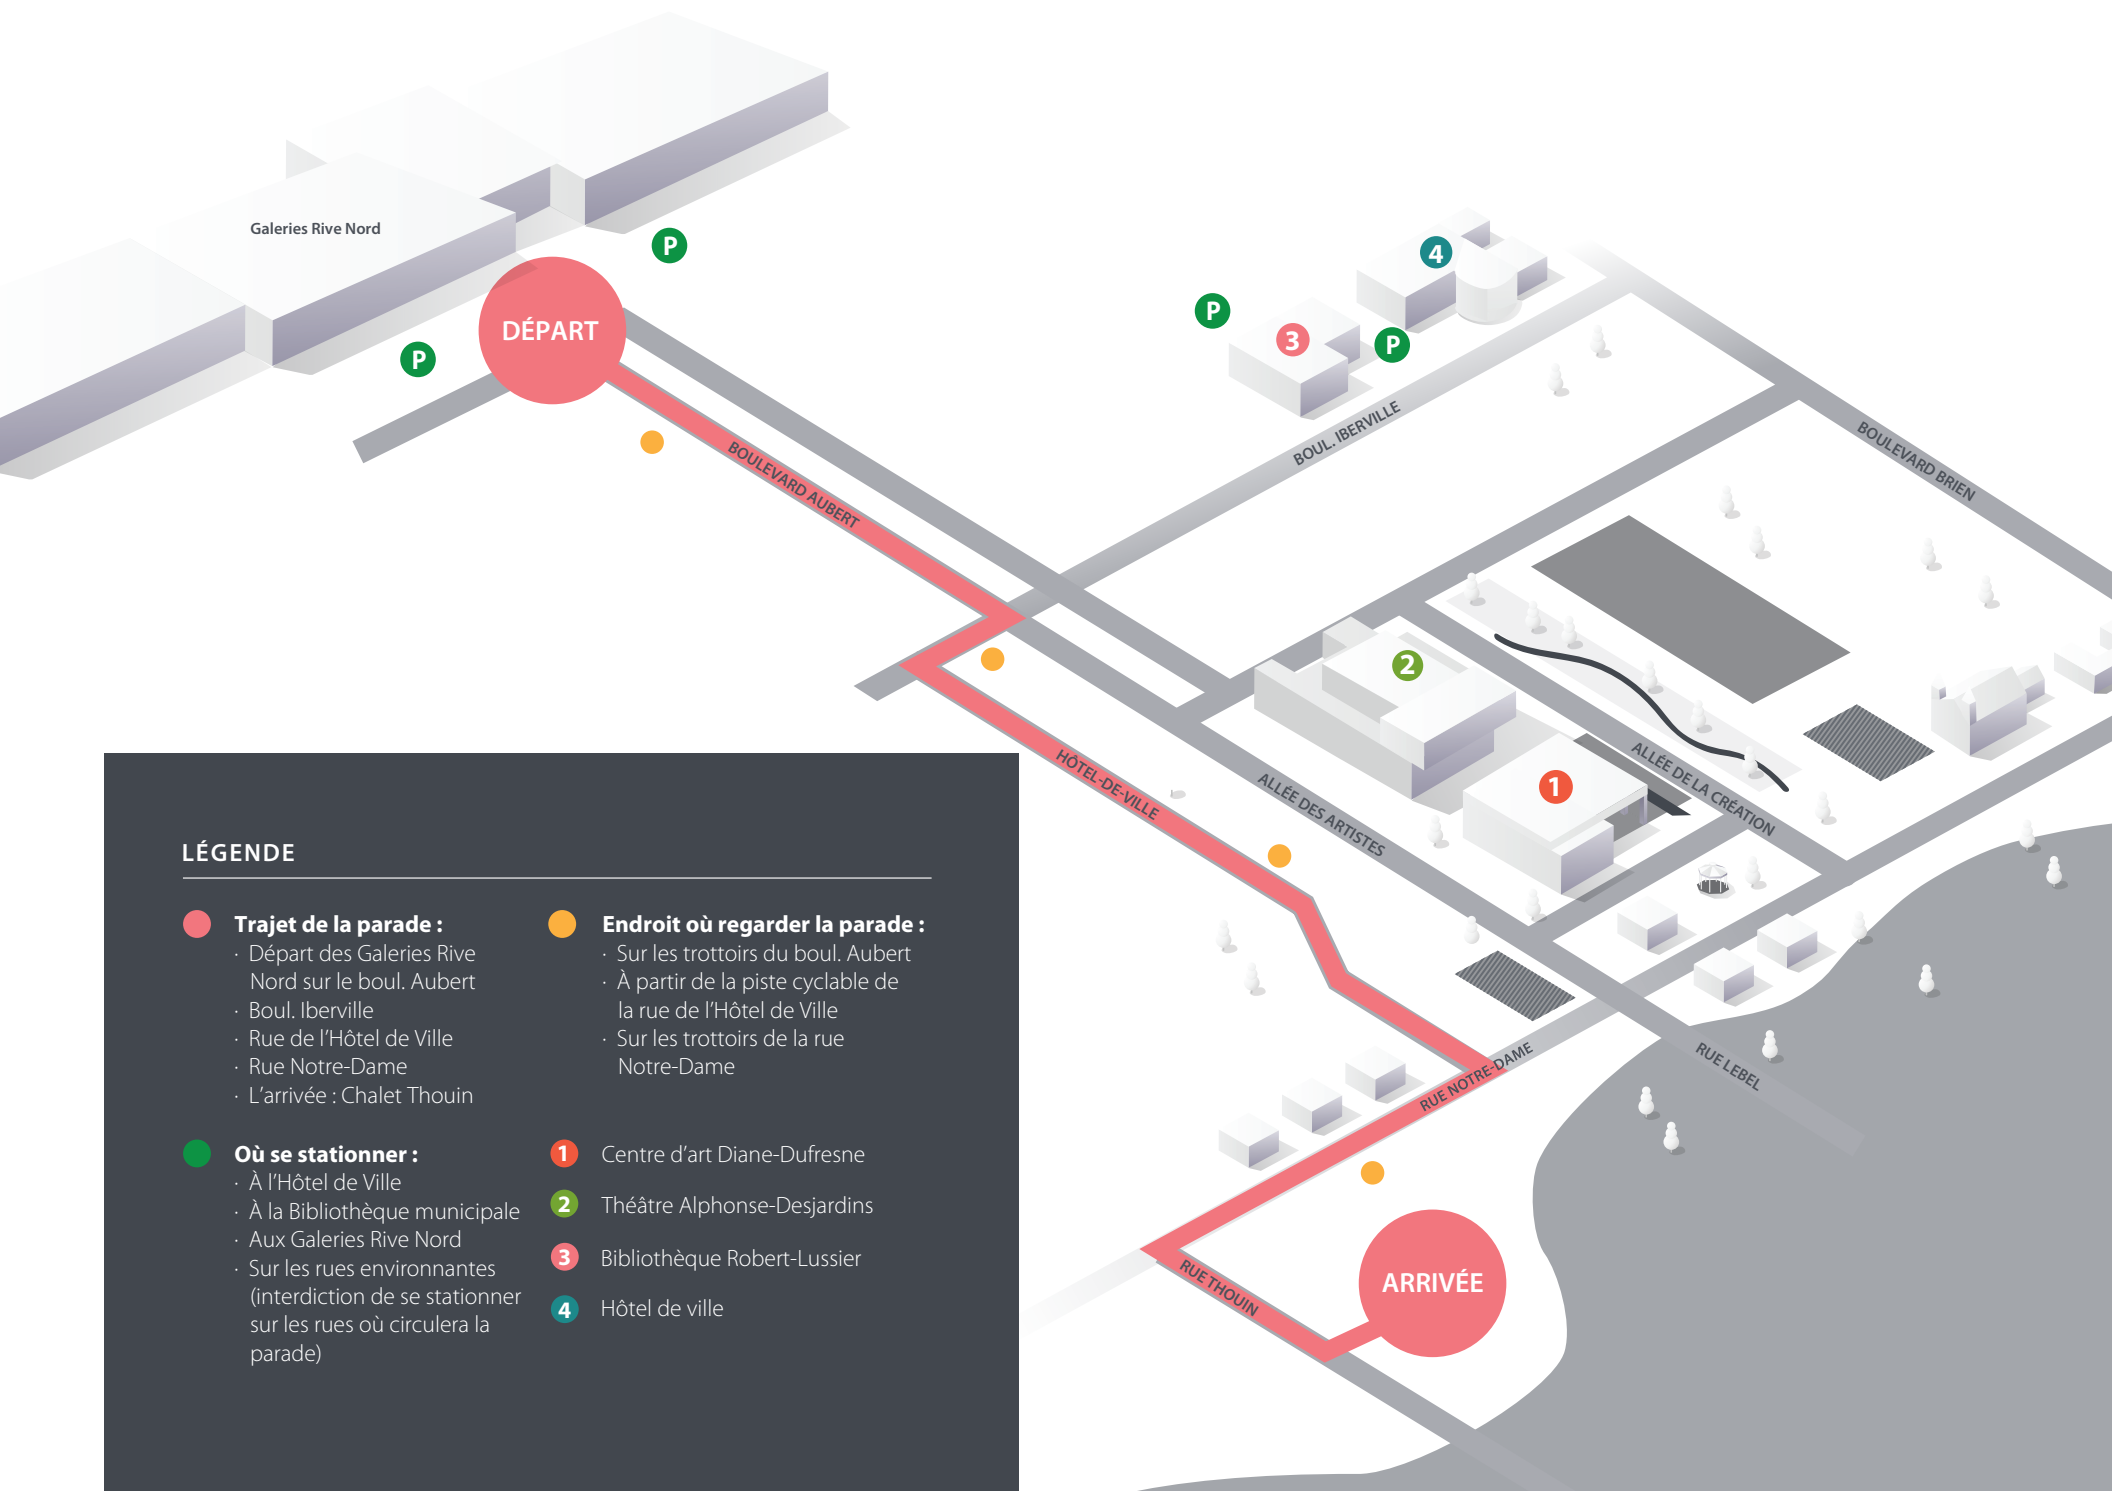 Galeries Rive Nord
P
P
DÉPART
4
P
3
P
BOUL. IBERVILLE
BOULEVARD BRIEN
BOULEVARD AUBERT
2
1
HÔTEL-DE-VILLE
ALLÉE DES ARTISTES
ALLÉE DE LA CRÉATION
RUE NOTRE-DAME
RUE LEBEL
RUE THOUIN
ARRIVÉE
LÉGENDE
Trajet de la parade :
· Départ des Galeries Rive
Nord sur le boul. Aubert
· Boul. Iberville
· Rue de l'Hôtel de Ville
· Rue Notre-Dame
· L'arrivée : Chalet Thouin
Endroit où regarder la parade :
· Sur les trottoirs du boul. Aubert
· À partir de la piste cyclable de
la rue de l'Hôtel de Ville
· Sur les trottoirs de la rue
Notre-Dame
Où se stationner :
· À l'Hôtel de Ville
· À la Bibliothèque municipale
· Aux Galeries Rive Nord
· Sur les rues environnantes
(interdiction de se stationner
sur les rues où circulera la
parade)
1 Centre d'art Diane-Dufresne
2 Théâtre Alphonse-Desjardins
3 Bibliothèque Robert-Lussier
4 Hôtel de ville